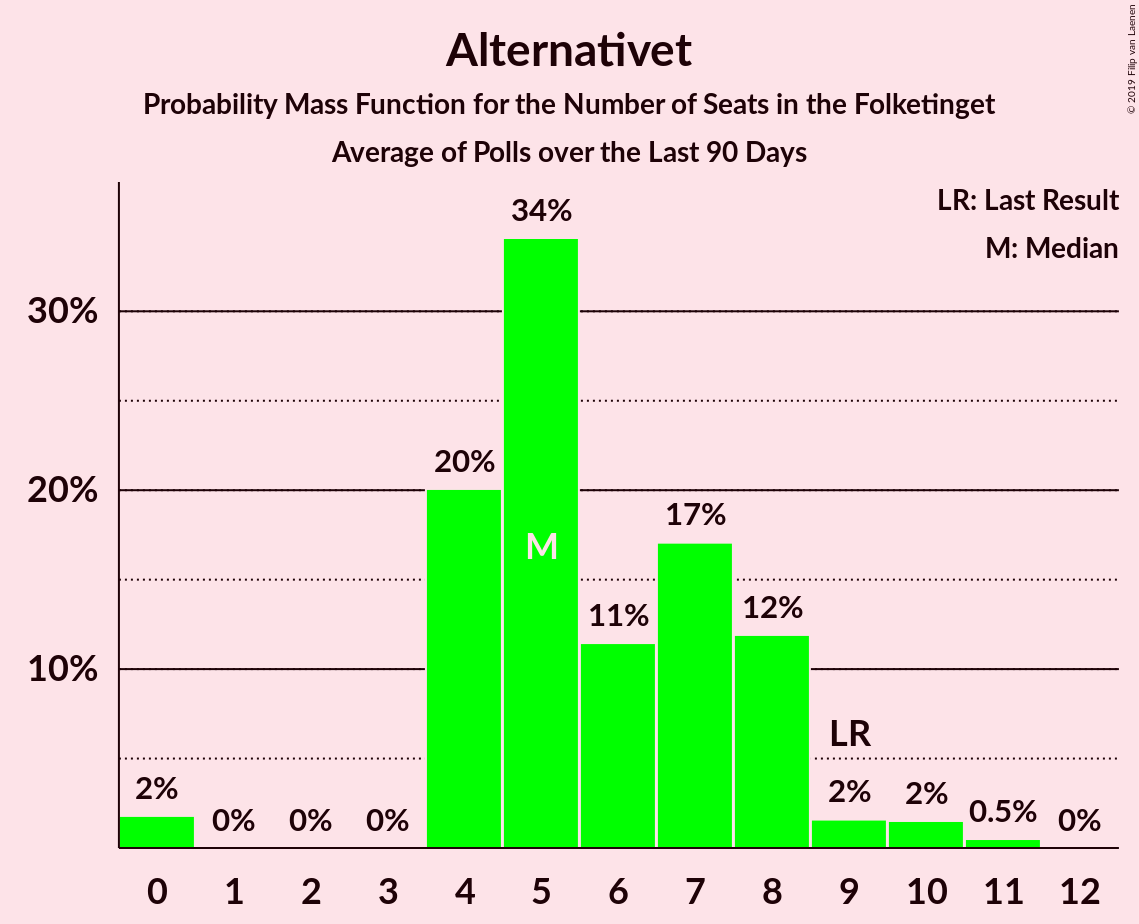 Alternativet
Probability Mass Function for the Number of Seats in the Folketinget
Average of Polls over the Last 90 Days
© 2019 Filip van Laenen
LR: Last Result
M: Median
34%
30%
20%
20%
17%
M
11%
12%
10%
LR
2%
0%
0%
0%
2%
2%
0.5%
0%
0 1 2 3 4 5 6 7 8 9 10 11 12